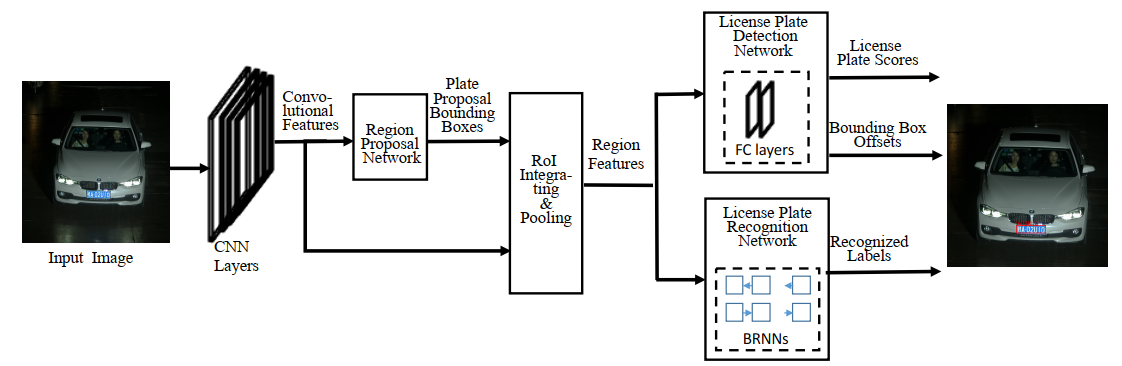 Input Image
CNN
Layers
Convo-
lutional
Features
Region
Proposal
Network
Plate
Proposal
Bounding
Boxes
RoI
Integra-
ting
&
Pooling
Region
Features
License Plate
Detection
Network
FC layers
License
Plate Scores
Bounding Box
Offsets
License Plate
Recognition
Network
BRNNs
Recognized
Labels